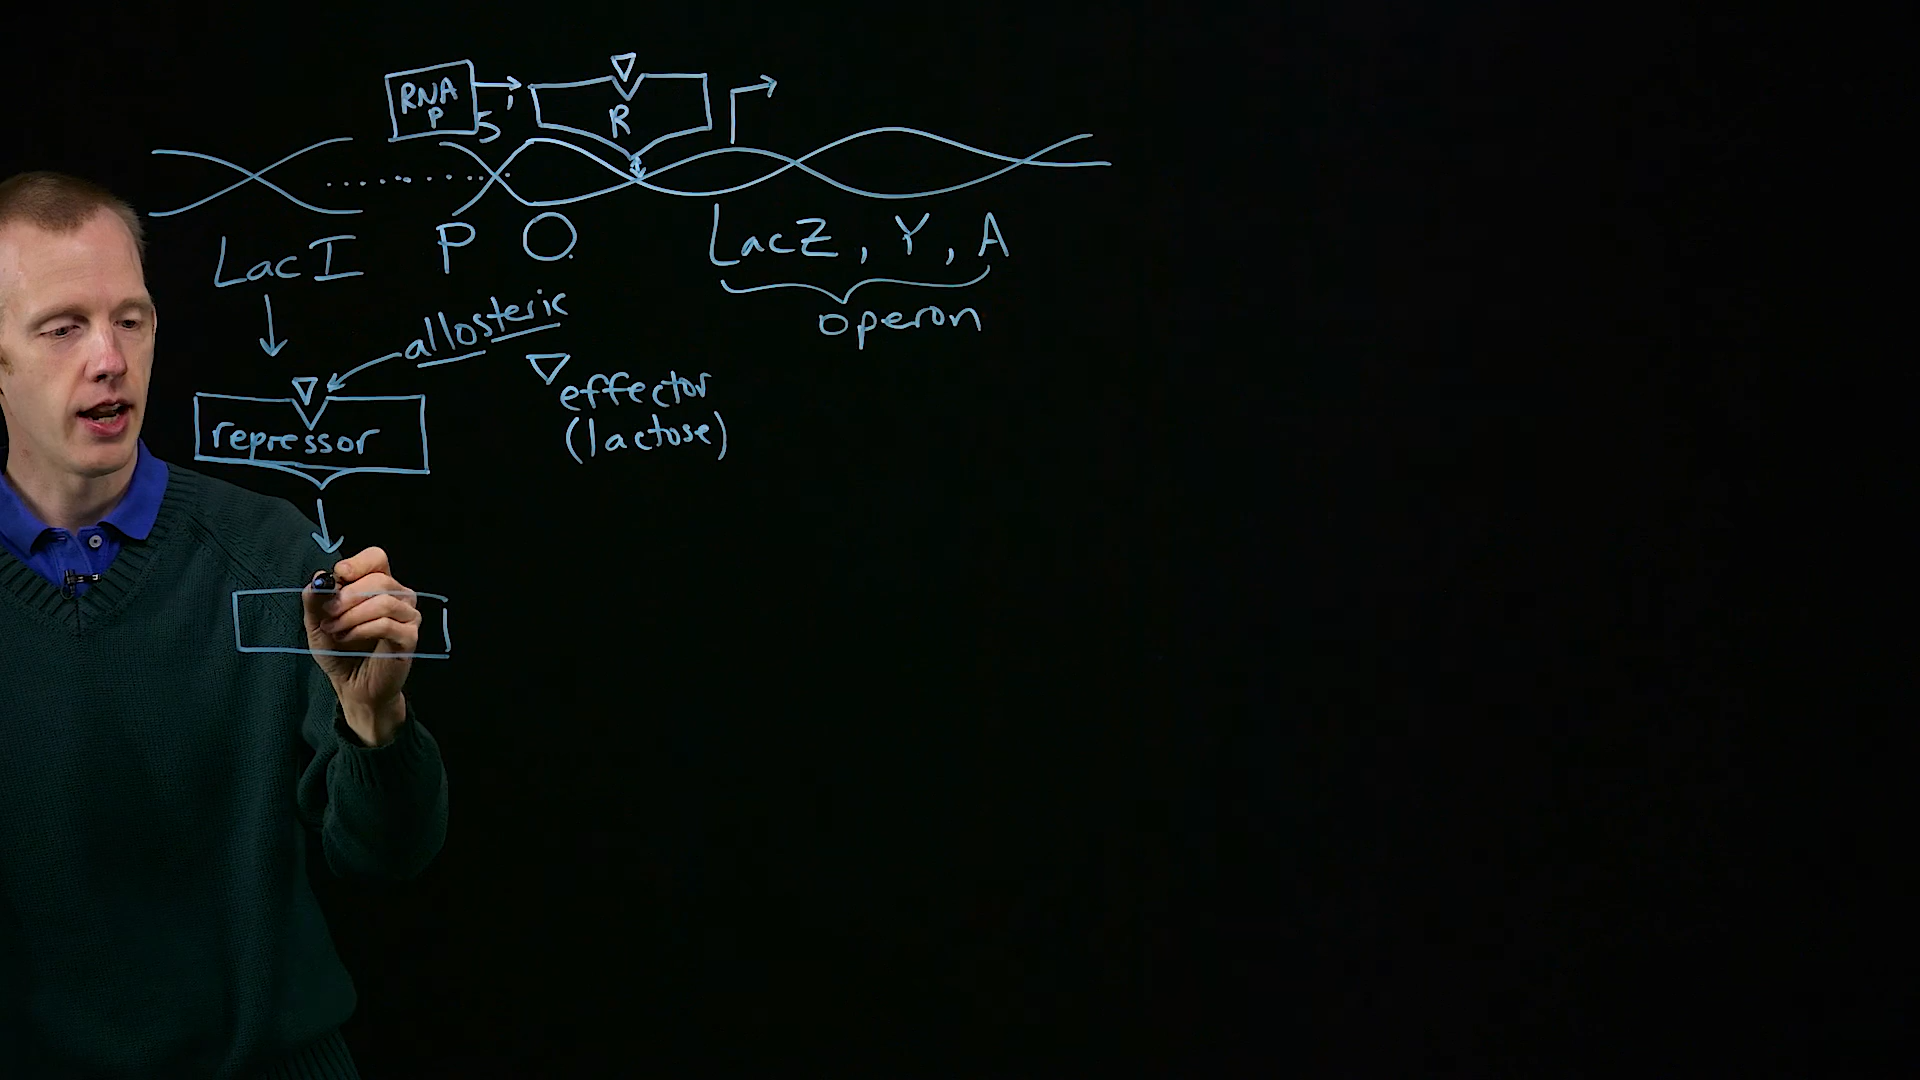 RNA
P
5'
R
LacI
P
O
LacZ, Y, A
operon
allosteric
effector
(lactose)
repressor